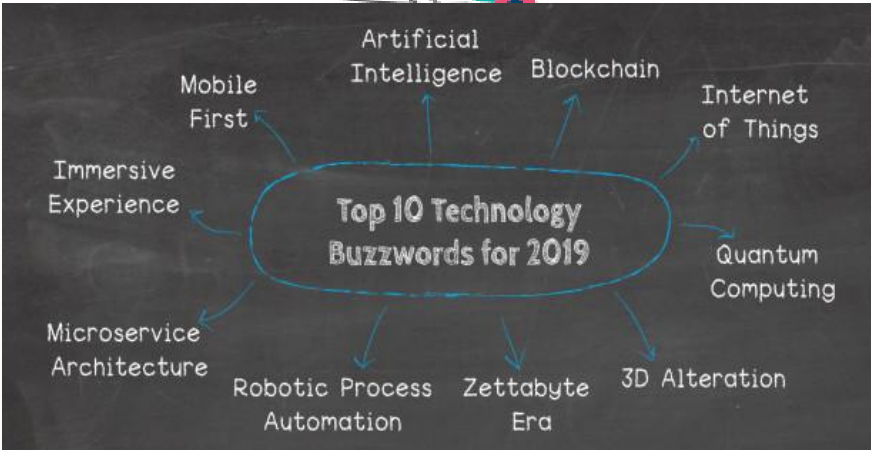 Artificial
Intelligence
Blockchain
Mobile
First
Internet
of Things
Immersive
Experience
Top 10 Technology
Buzzwords for 2019
Quantum
Computing
Microservice
Architecture
Robotic Process
Automation
Zettabyte
Era
3D Alteration